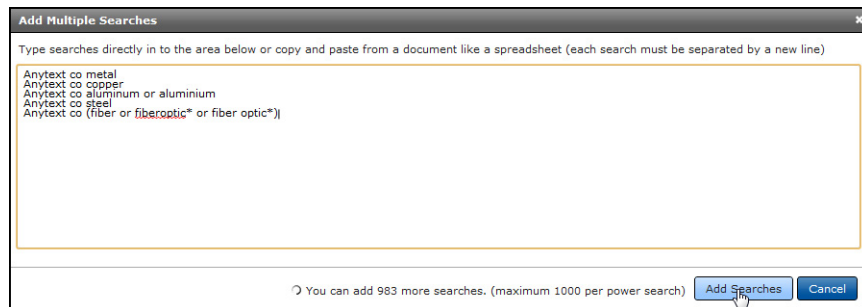 Add Multiple Searches
Type searches directly in to the area below or copy and paste from a document like a spreadsheet (each search must be separated by a new line)
Anytext co metal
Anytext co copper
Anytext co aluminum or aluminium
Anytext co steel
Anytext co (fiber or fiberoptic* or fiber optic*)
You can add 983 more searches. (maximum 1000 per power search) Add Searches Cancel